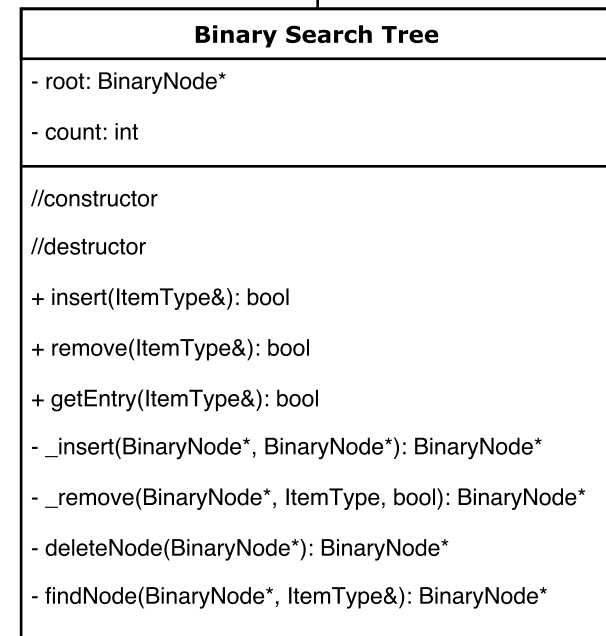 Binary Search Tree
- root: BinaryNode*
- count: int
//constructor
//destructor
+ insert(ItemType&): bool
+ remove(ItemType&): bool
+ getEntry(ItemType&): bool
- _insert(BinaryNode*, BinaryNode*): BinaryNode*
- _remove(BinaryNode*, ItemType, bool): BinaryNode*
- deleteNode(BinaryNode*): BinaryNode*
- findNode(BinaryNode*, ItemType&): BinaryNode*